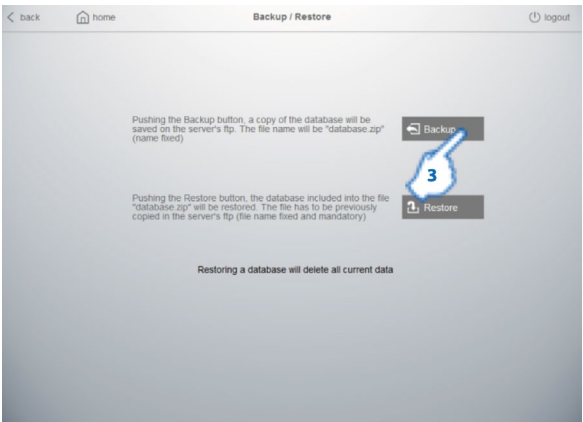 back home Backup / Restore logout
Pushing the Backup button, a copy of the database will be
saved on the server's ftp. The file name will be "database.zip"
(name fixed)
Backup
3
Pushing the Restore button, the database included into the file
"database.zip" will be restored. The file has to be previously
copied in the server's ftp (file name fixed and mandatory)
Restore
Restoring a database will delete all current data